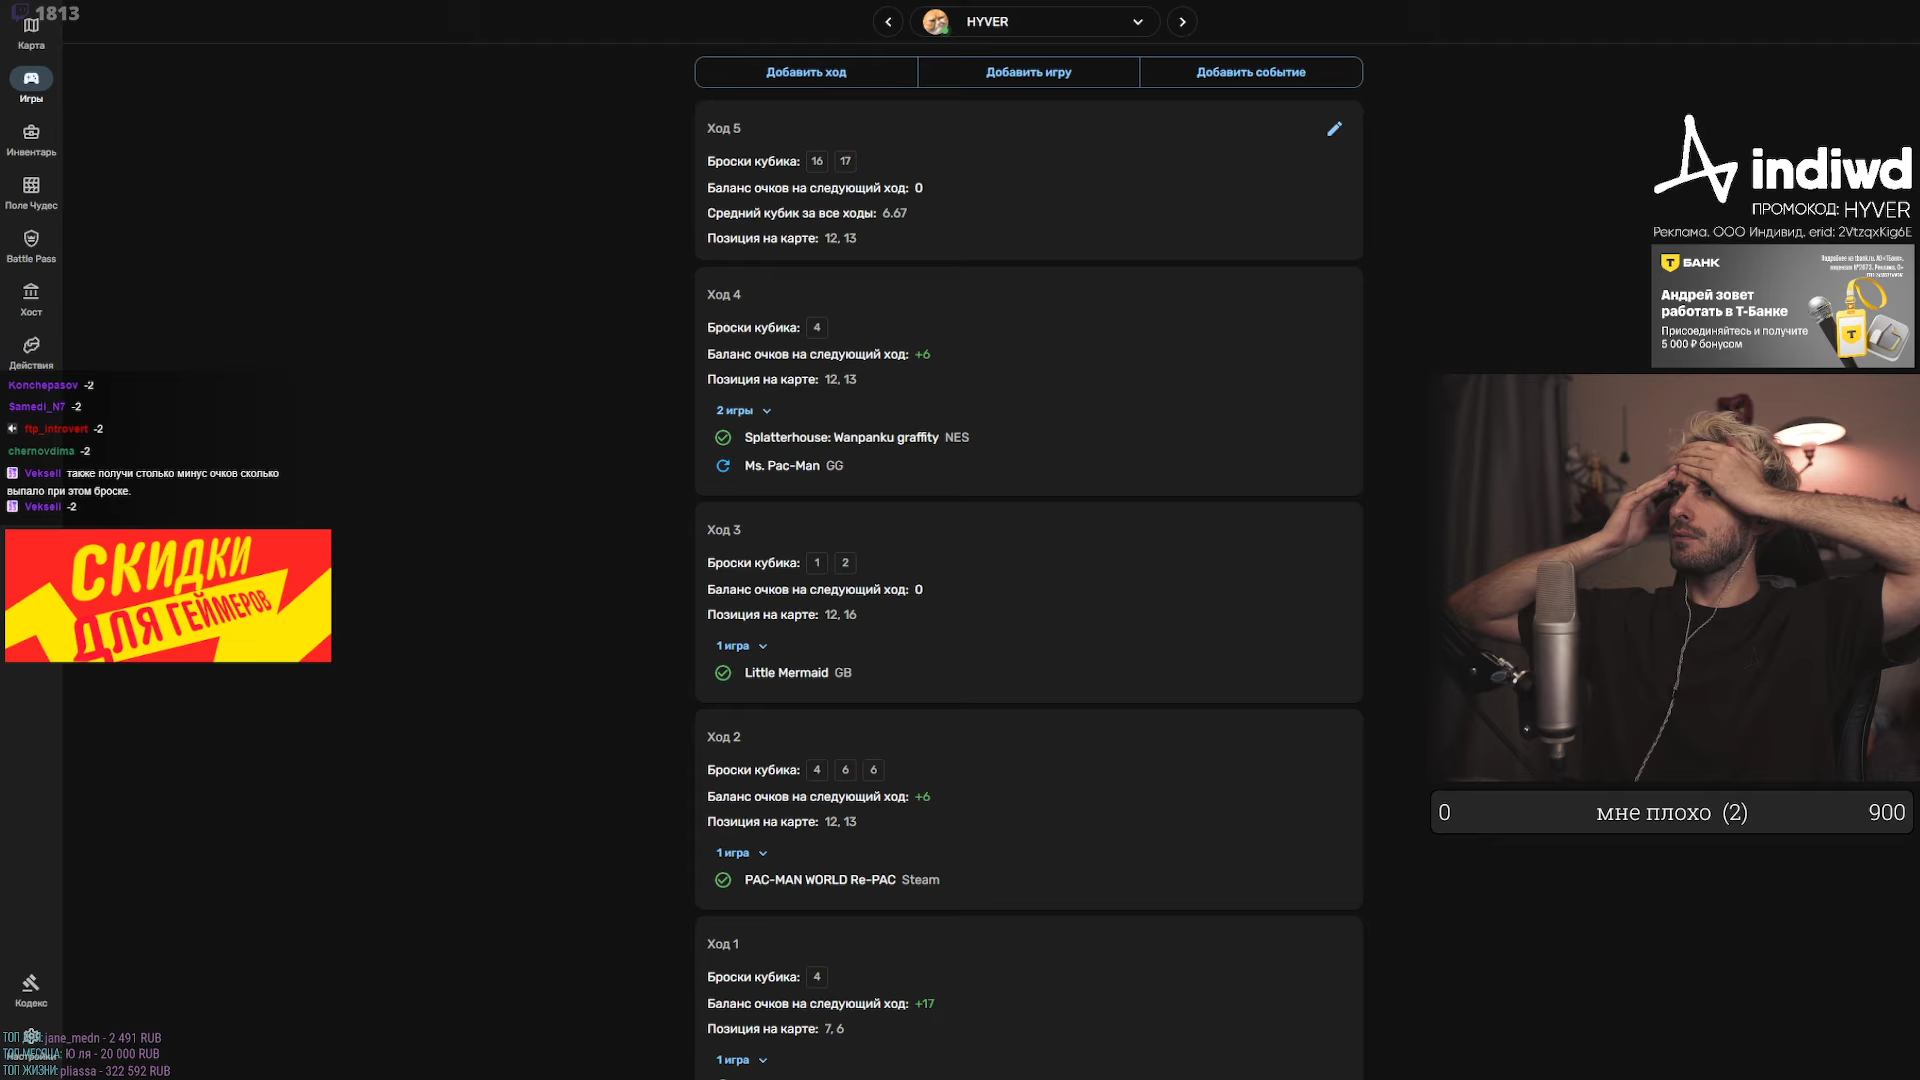 1813
Карта
Игры
Инвентарь
Поле Чудес
Battle Pass
Хост
Действия
Konchepasov -2
Samedi_N7 -2
ftp_introvert -2
chernovdima -2
Veksell также получи столько минус очков сколько
выпало при этом броске.
Veksell -2
СКИДКИ
ДЛЯ ГЕЙМЕРОВ
Кодекс
Настройки
jane_medn - 2 491 RUB
ТОП МЕСЯЦА: Ю ля - 20 000 RUB
ТОП ЖИЗНИ: pliassa - 322 592 RUB
HYVER
Добавить ход
Добавить игру
Добавить событие
Ход 5
Броски кубика: 16 17
Баланс очков на следующий ход: 0
Средний кубик за все ходы: 6.67
Позиция на карте: 12, 13
Ход 4
Броски кубика: 4
Баланс очков на следующий ход: +6
Позиция на карте: 12, 13
2 игры
Splatterhouse: Wanpanku graffity NES
Ms. Pac-Man GG
Ход 3
Броски кубика: 1 2
Баланс очков на следующий ход: 0
Позиция на карте: 12, 16
1 игра
Little Mermaid GB
Ход 2
Броски кубика: 4 6 6
Баланс очков на следующий ход: +6
Позиция на карте: 12, 13
1 игра
PAC-MAN WORLD Re-PAC Steam
Ход 1
Броски кубика: 4
Баланс очков на следующий ход: +17
Позиция на карте: 7, 6
1 игра
indiwd
ПРОМОКОД: HYVER
Реклама. ООО Индивид. erid: 2VtzqxKig6E
Т БАНК
Андрей зовет
работать в Т-Банке
Присоединяйтесь и получите
5 000 ₽ бонусом
0 мне плохо (2) 900